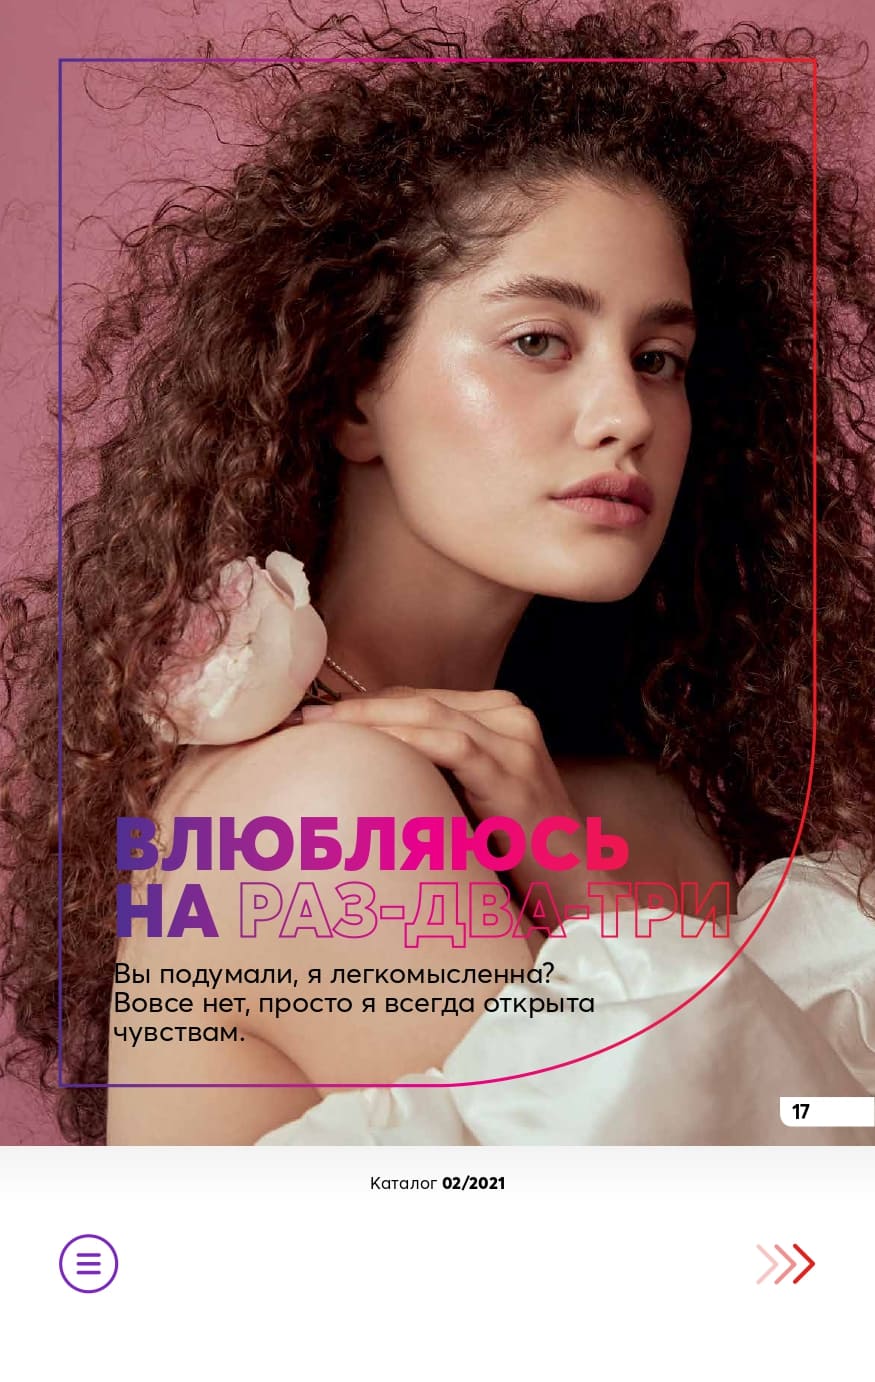 ВЛЮБЛЯЮСЬ
НА РАЗ-ДВА-ТРИ
Вы подумали, я легкомысленна?
Вовсе нет, просто я всегда открыта
чувствам.
17
Каталог 02/2021